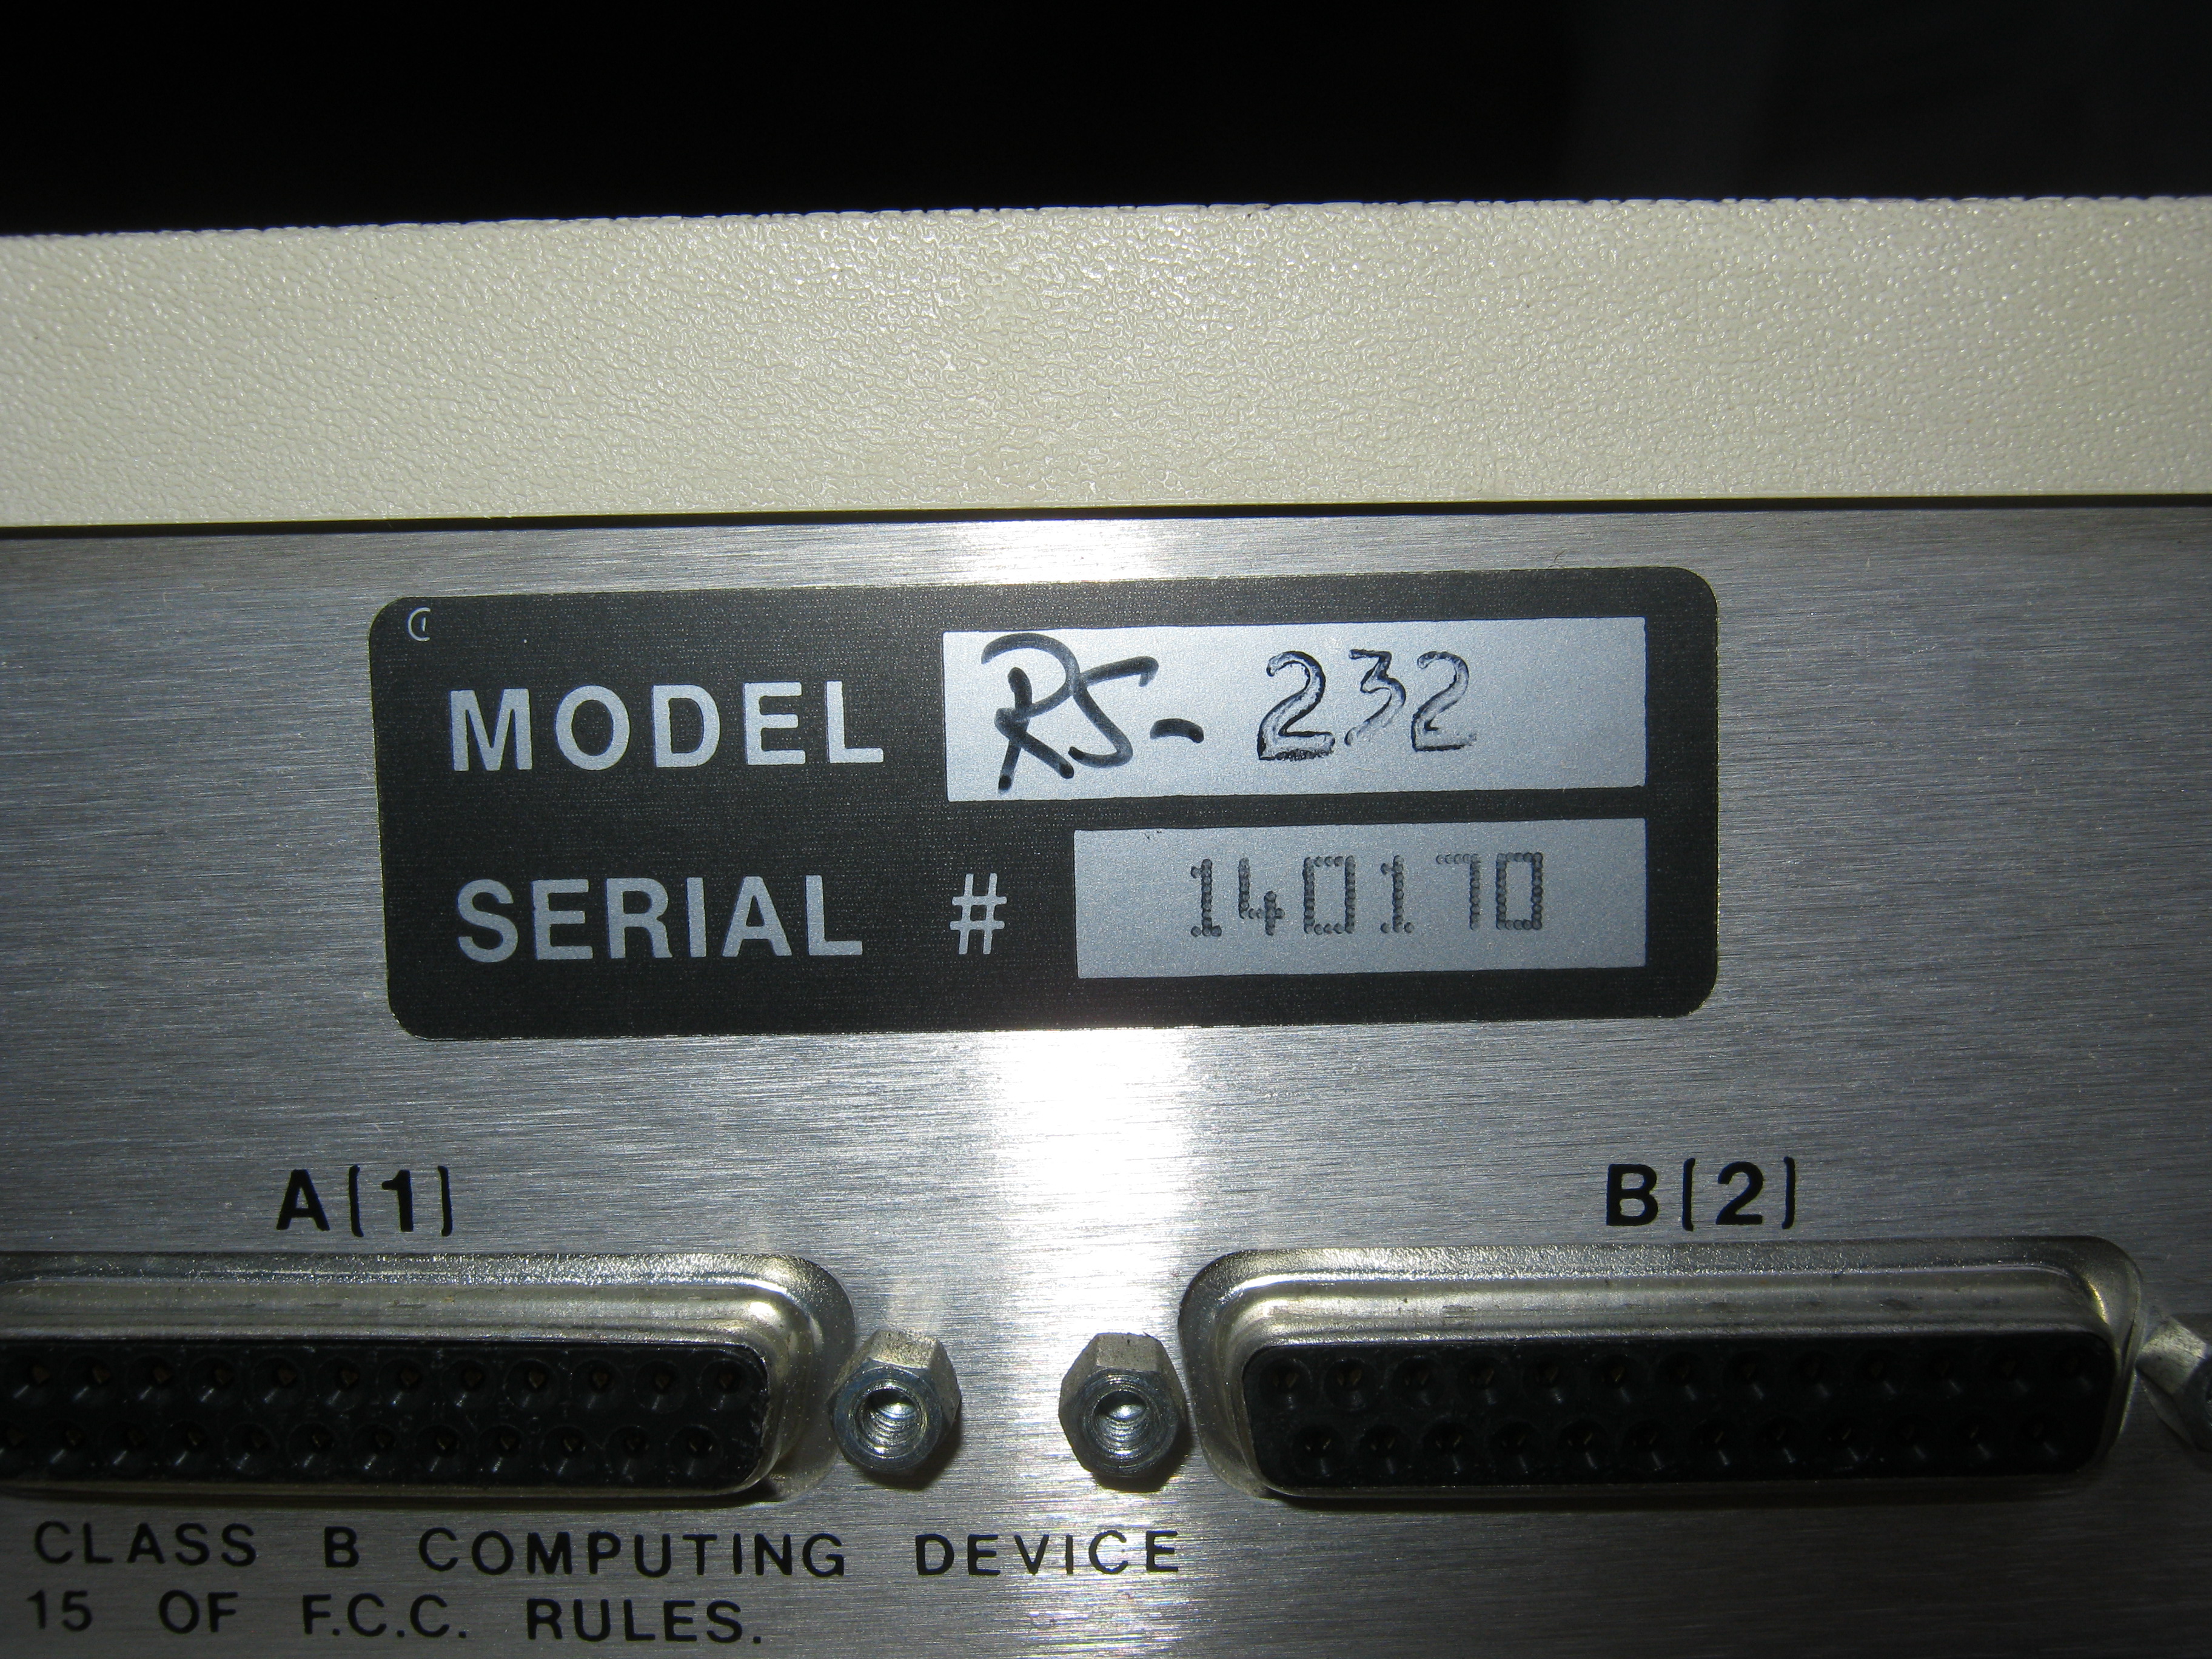 MODEL RS-232
SERIAL # 140170
A(1) B(2)
CLASS B COMPUTING DEVICE
15 OF F.C.C. RULES.